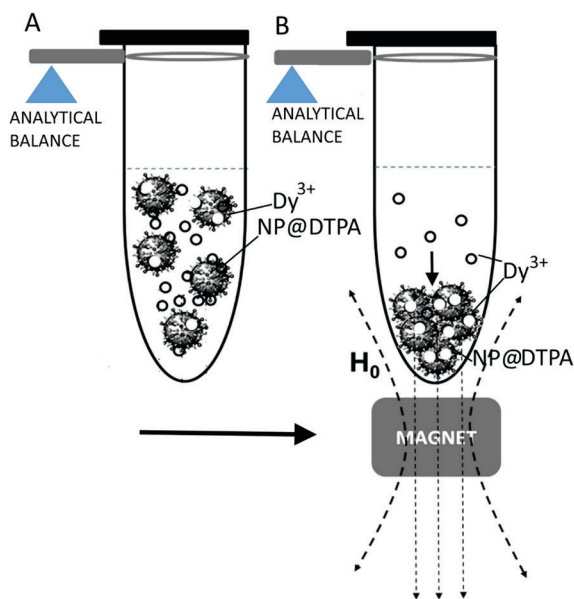 A
B
ANALYTICAL
BALANCE
ANALYTICAL
BALANCE
Dy³⁺
NP@DTPA
Dy³⁺
H₀
NP@DTPA
MAGNET